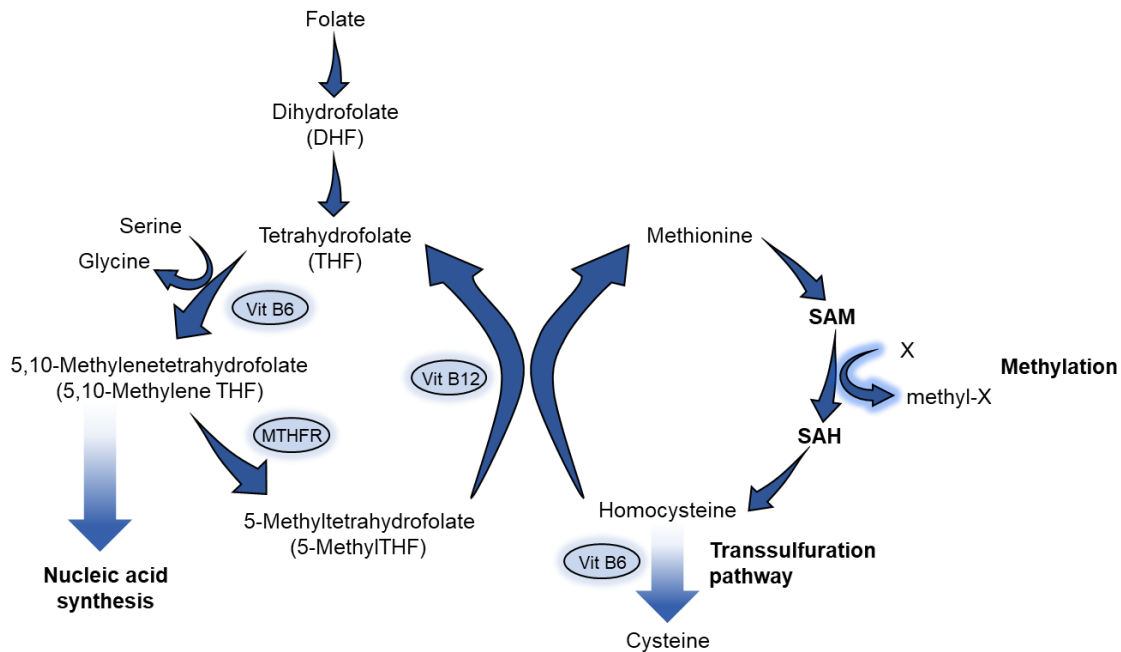 Folate
Dihydrofolate
(DHF)
Serine
Glycine
Tetrahydrofolate
(THF)
Vit B6
5,10-Methylenetetrahydrofolate
(5,10-Methylene THF)
MTHFR
Vit B12
5-Methyltetrahydrofolate
(5-MethylTHF)
Nucleic acid
synthesis
Methionine
SAM
X
methyl-X
Methylation
SAH
Homocysteine
Vit B6
Transsulfuration
pathway
Cysteine